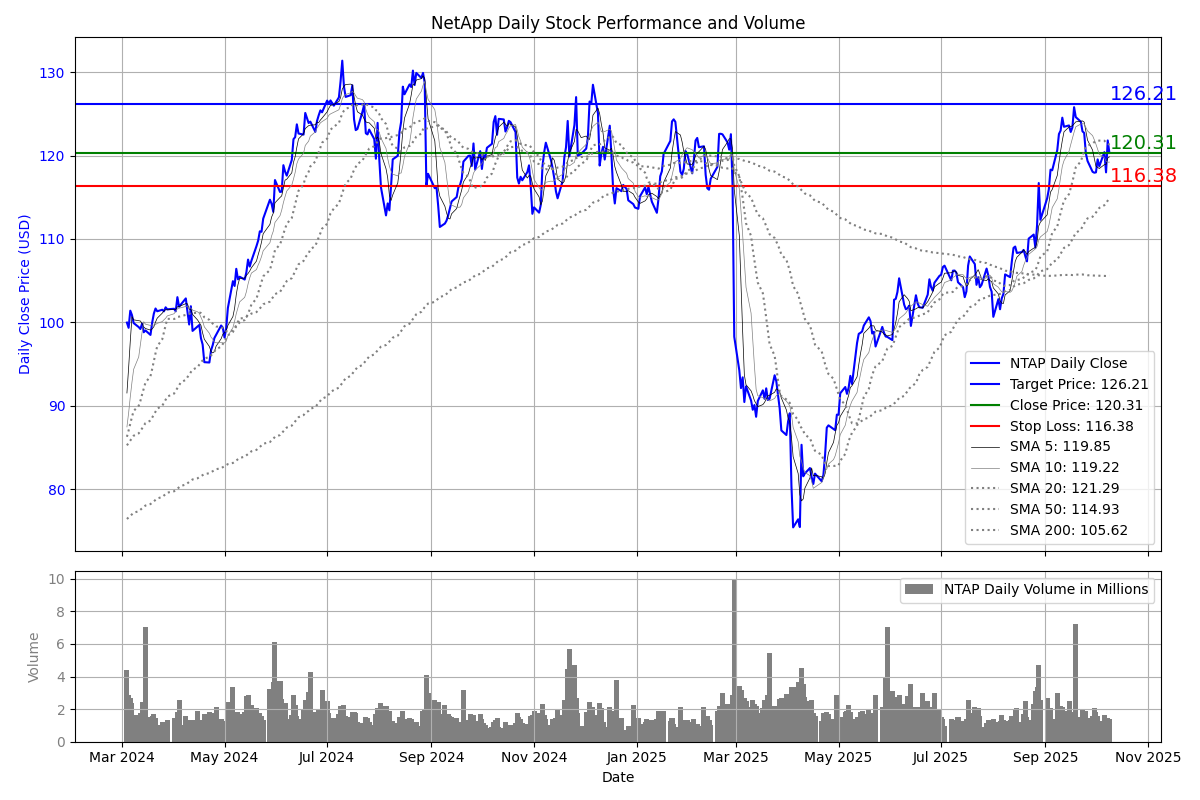 NetApp Daily Stock Performance and Volume
130
120
110
100
90
80
Daily Close Price (USD)
126.21
120.31
116.38
NTAP Daily Close
Target Price: 126.21
Close Price: 120.31
Stop Loss: 116.38
SMA 5: 119.85
SMA 10: 119.22
SMA 20: 121.29
SMA 50: 114.93
SMA 200: 105.62
10
8
6
4
2
0
Volume
NTAP Daily Volume in Millions
Mar 2024 May 2024 Jul 2024 Sep 2024 Nov 2024 Jan 2025 Mar 2025 May 2025 Jul 2025 Sep 2025 Nov 2025
Date